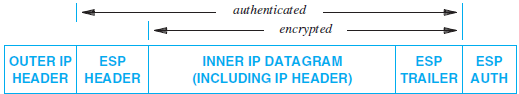 authenticated
encrypted
OUTER IP ESP INNER IP DATAGRAM ESP ESP
HEADER HEADER (INCLUDING IP HEADER) TRAILER AUTH